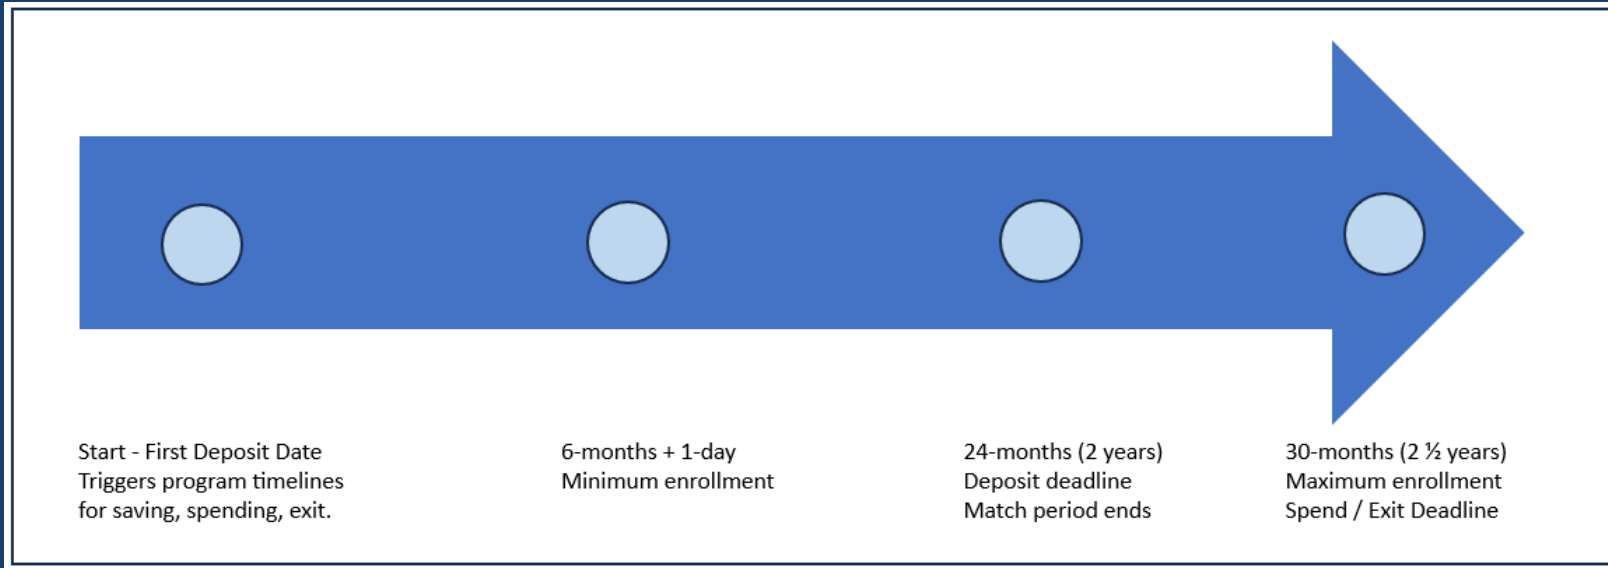 Start - First Deposit Date
Triggers program timelines
for saving, spending, exit.
6-months + 1-day
Minimum enrollment
24-months (2 years)
Deposit deadline
Match period ends
30-months (2 ½ years)
Maximum enrollment
Spend / Exit Deadline